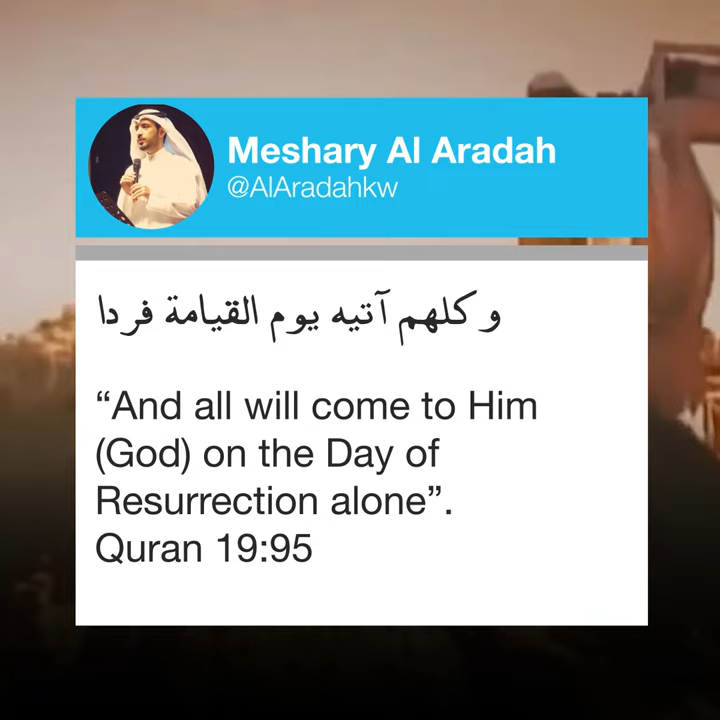 Meshary Al Aradah
@AlAradahkw
و كلهم آتيه يوم القيامة فردا
“And all will come to Him
(God) on the Day of
Resurrection alone”.
Quran 19:95